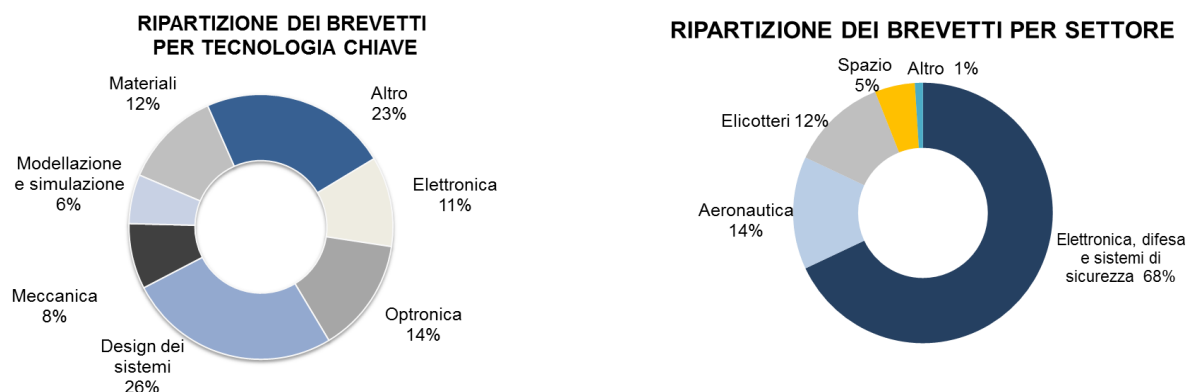 RIPARTIZIONE DEI BREVETTI
PER TECNOLOGIA CHIAVE
Materiali
12%
Altro
23%
Modellazione
e simulazione
6%
Elettronica
11%
Meccanica
8%
Optronica
14%
Design dei
sistemi
26%
RIPARTIZIONE DEI BREVETTI PER SETTORE
Spazio
5%
Altro 1%
Elicotteri 12%
Aeronautica
14%
Elettronica, difesa
e sistemi di
sicurezza 68%